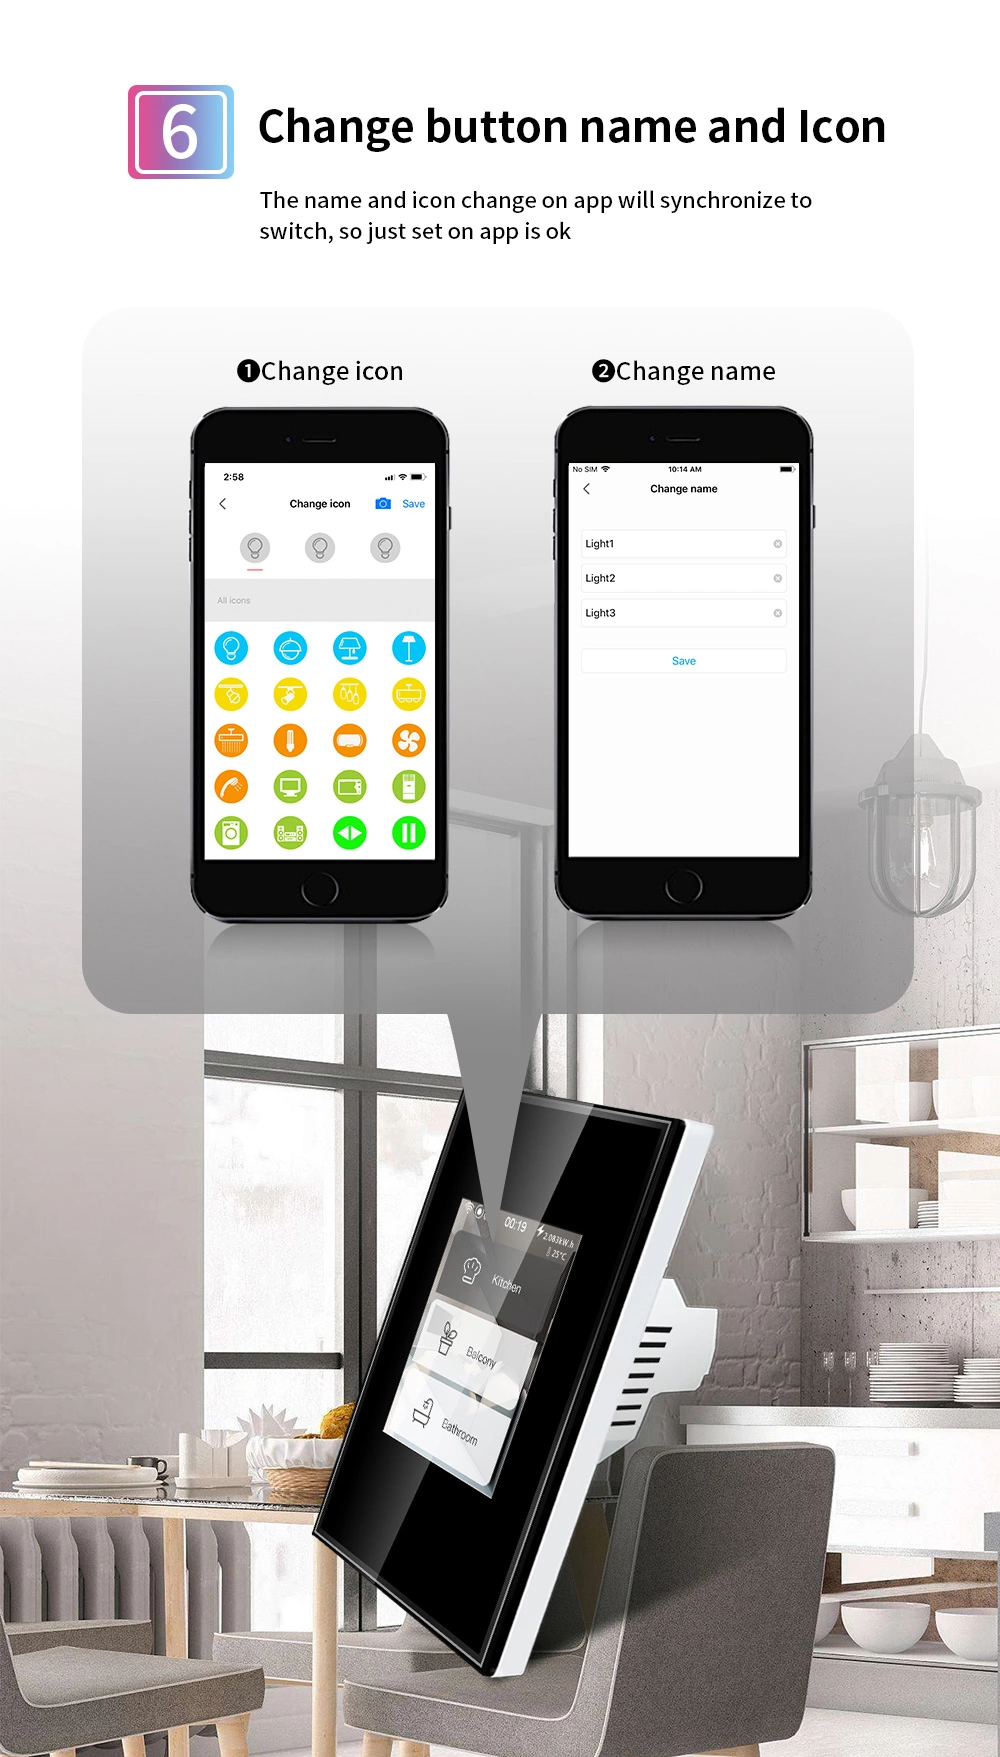 6
Change button name and Icon
The name and icon change on app will synchronize to
switch, so just set on app is ok
❶Change icon
❷Change name
2:58
Change icon
Save
All icons
No SIM
10:14 AM
Change name
Light1
Light2
Light3
Save
00:19
2.083kW.h
25°C
Kitchen
Balcony
Bathroom